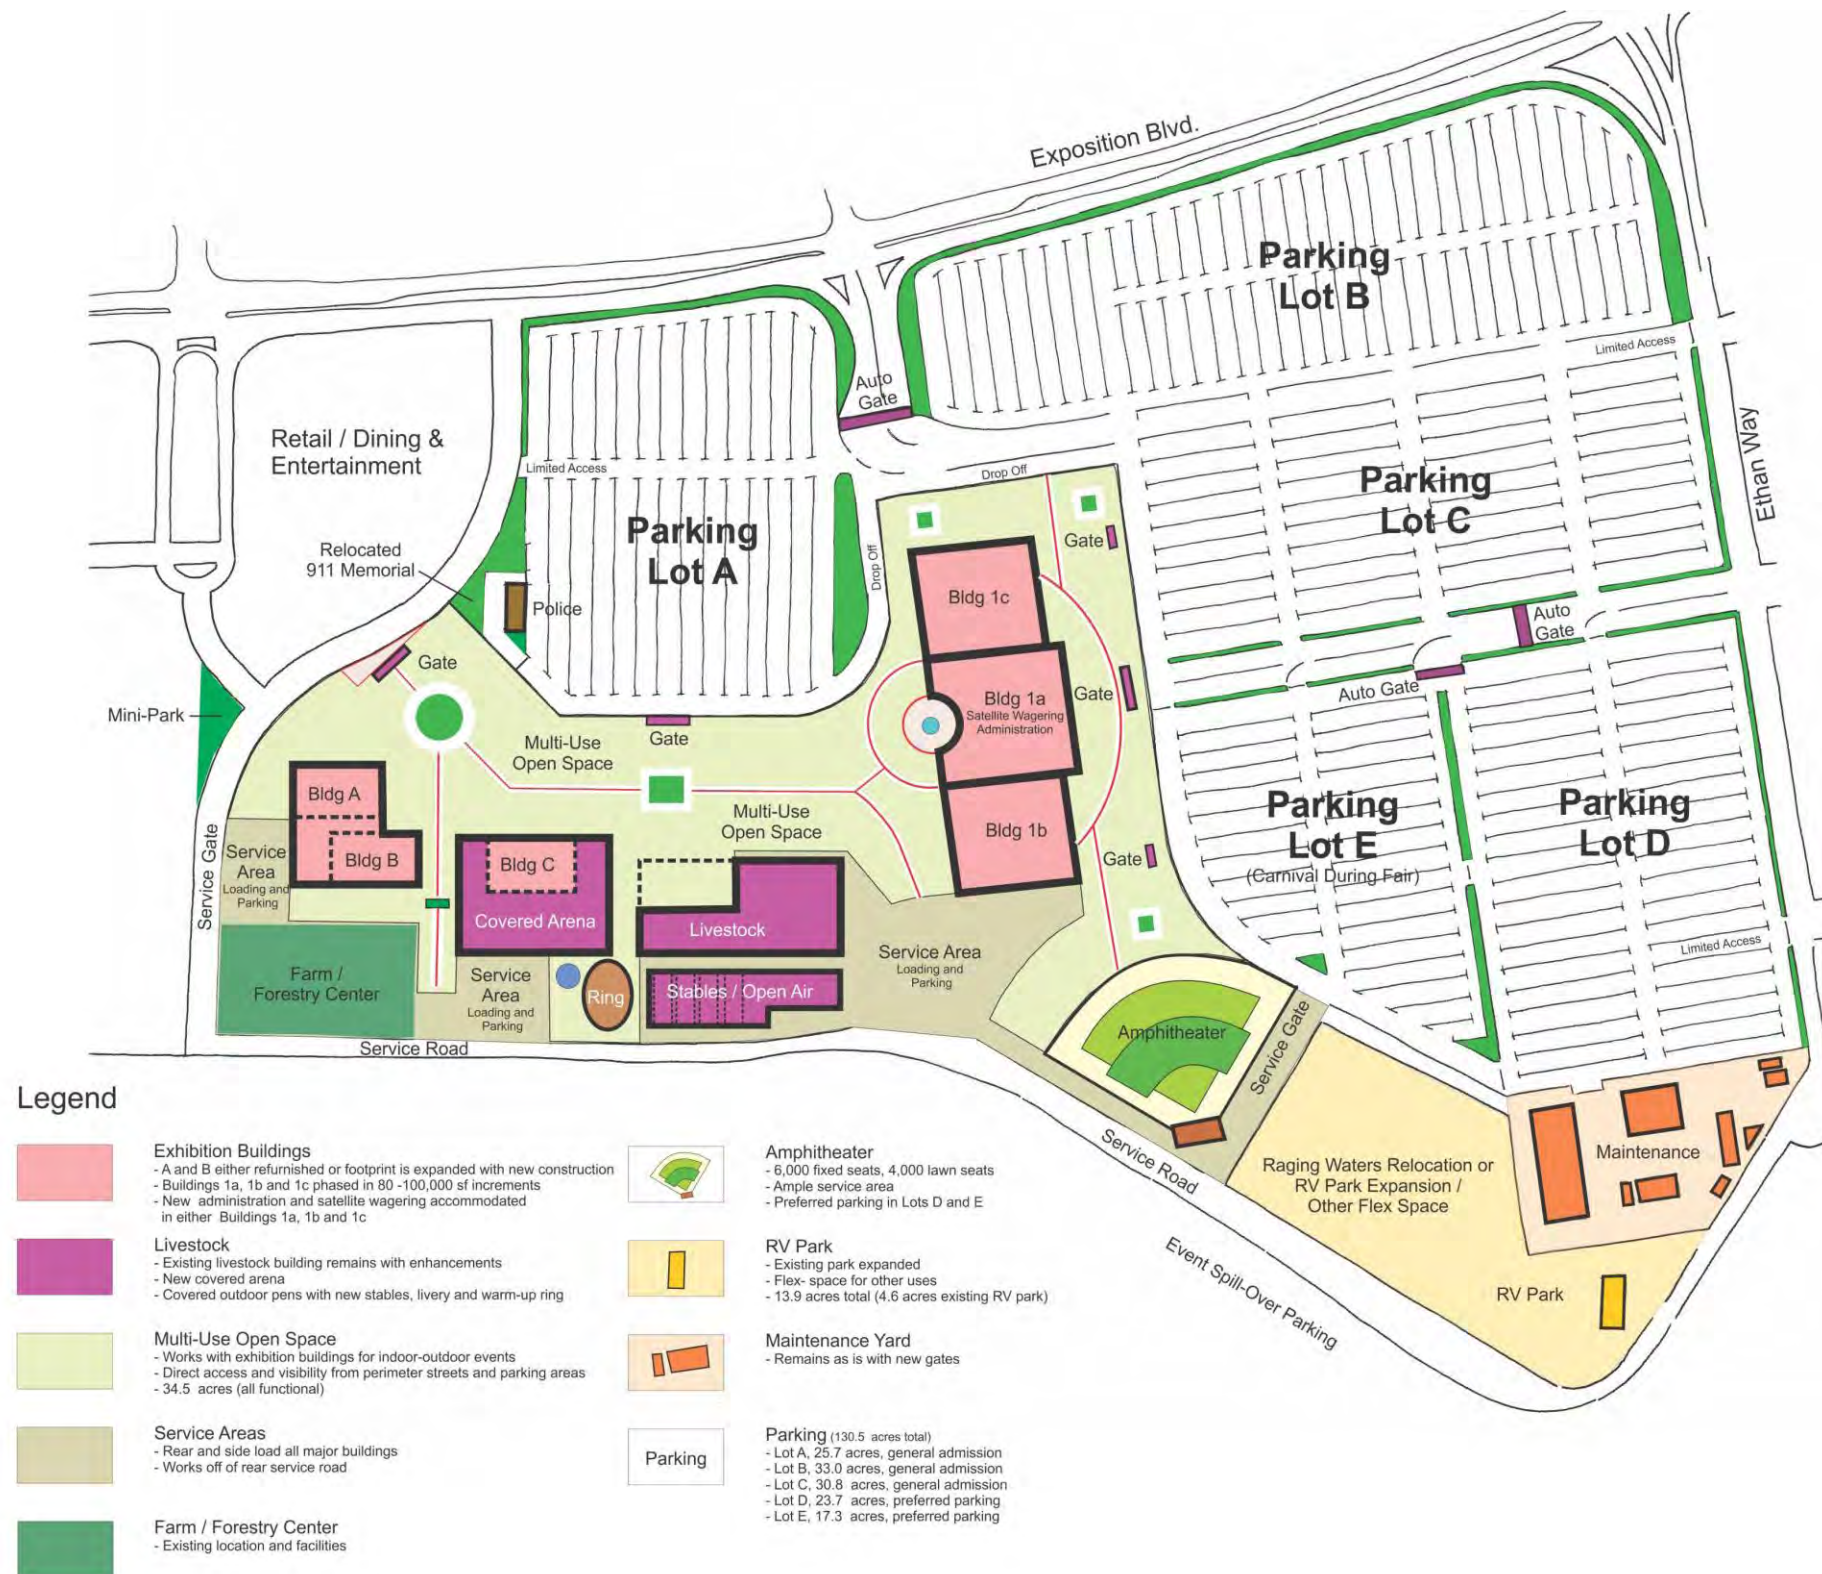 Exposition Blvd.
Parking
Lot B
Limited Access
Auto
Gate
Ethan Way
Retail / Dining &
Entertainment
Limited Access
Drop Off
Parking
Lot C
Parking
Lot A
Gate
Relocated
911 Memorial
Drop Off
Police
Bldg 1c
Auto
Gate
Gate
Mini-Park
Gate
Bldg 1a
Satellite Wagering
Administration
Gate
Auto Gate
Multi-Use
Open Space
Bldg A
Multi-Use
Open Space
Bldg 1b
Parking
Lot E
(Carnival During Fair)
Parking
Lot D
Service Gate
Service
Area
Loading and
Parking
Bldg B
Bldg C
Gate
Covered Arena
Livestock
Limited Access
Farm /
Forestry Center
Service
Area
Loading and
Parking
Ring
Stables / Open Air
Service Area
Loading and
Parking
Amphitheater
Service Gate
Service Road
Service Road
Maintenance
Raging Waters Relocation or
RV Park Expansion /
Other Flex Space
Event Spill-Over Parking
RV Park
Legend
Exhibition Buildings
- A and B either refurnished or footprint is expanded with new construction
- Buildings 1a, 1b and 1c phased in 80 -100,000 sf increments
- New administration and satellite wagering accommodated
in either Buildings 1a, 1b and 1c
Livestock
- Existing livestock building remains with enhancements
- New covered arena
- Covered outdoor pens with new stables, livery and warm-up ring
Multi-Use Open Space
- Works with exhibition buildings for indoor-outdoor events
- Direct access and visibility from perimeter streets and parking areas
- 34.5 acres (all functional)
Service Areas
- Rear and side load all major buildings
- Works off of rear service road
Farm / Forestry Center
- Existing location and facilities
Amphitheater
- 6,000 fixed seats, 4,000 lawn seats
- Ample service area
- Preferred parking in Lots D and E
RV Park
- Existing park expanded
- Flex- space for other uses
- 13.9 acres total (4.6 acres existing RV park)
Maintenance Yard
- Remains as is with new gates
Parking
Parking (130.5 acres total)
- Lot A, 25.7 acres, general admission
- Lot B, 33.0 acres, general admission
- Lot C, 30.8 acres, general admission
- Lot D, 23.7 acres, preferred parking
- Lot E, 17.3 acres, preferred parking